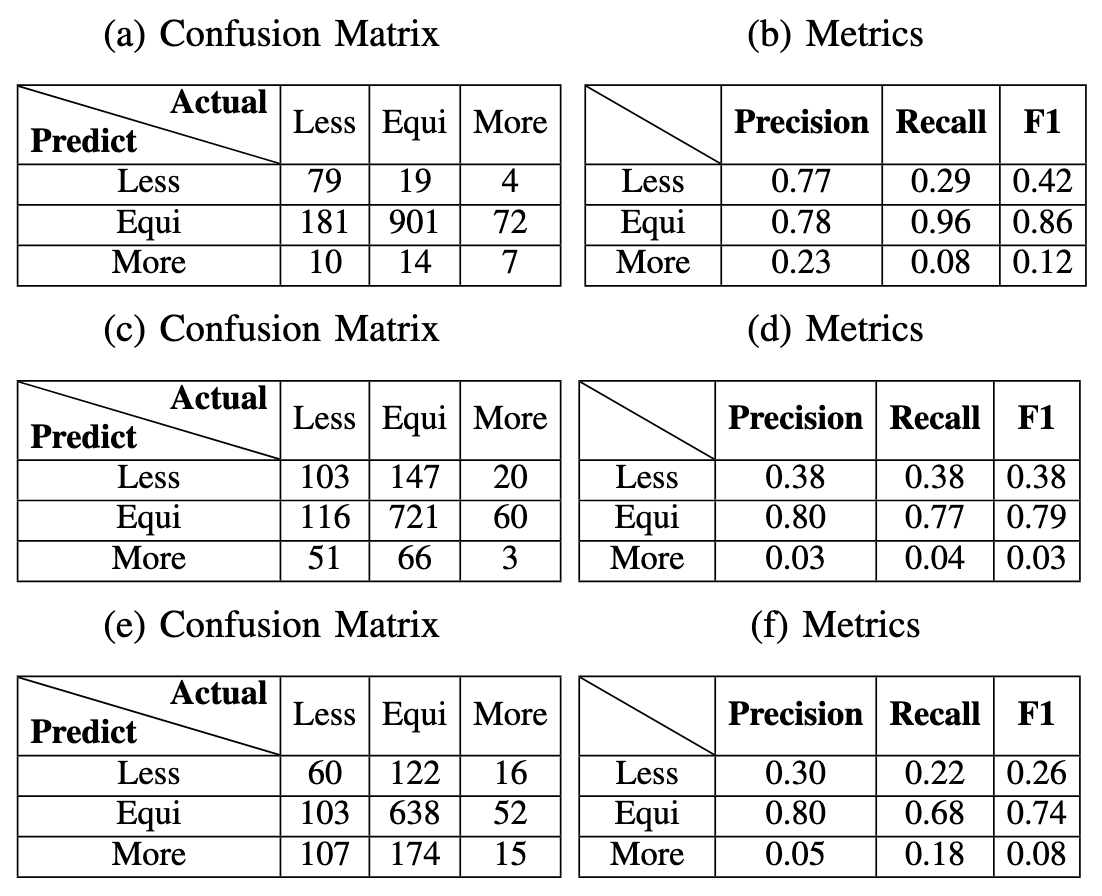 (a) Confusion Matrix
Actual
Predict
Less Equi More
Less 79 19 4
Equi 181 901 72
More 10 14 7
(b) Metrics
Precision Recall F1
Less 0.77 0.29 0.42
Equi 0.78 0.96 0.86
More 0.23 0.08 0.12
(c) Confusion Matrix
Actual
Predict
Less Equi More
Less 103 147 20
Equi 116 721 60
More 51 66 3
(d) Metrics
Precision Recall F1
Less 0.38 0.38 0.38
Equi 0.80 0.77 0.79
More 0.03 0.04 0.03
(e) Confusion Matrix
Actual
Predict
Less Equi More
Less 60 122 16
Equi 103 638 52
More 107 174 15
(f) Metrics
Precision Recall F1
Less 0.30 0.22 0.26
Equi 0.80 0.68 0.74
More 0.05 0.18 0.08